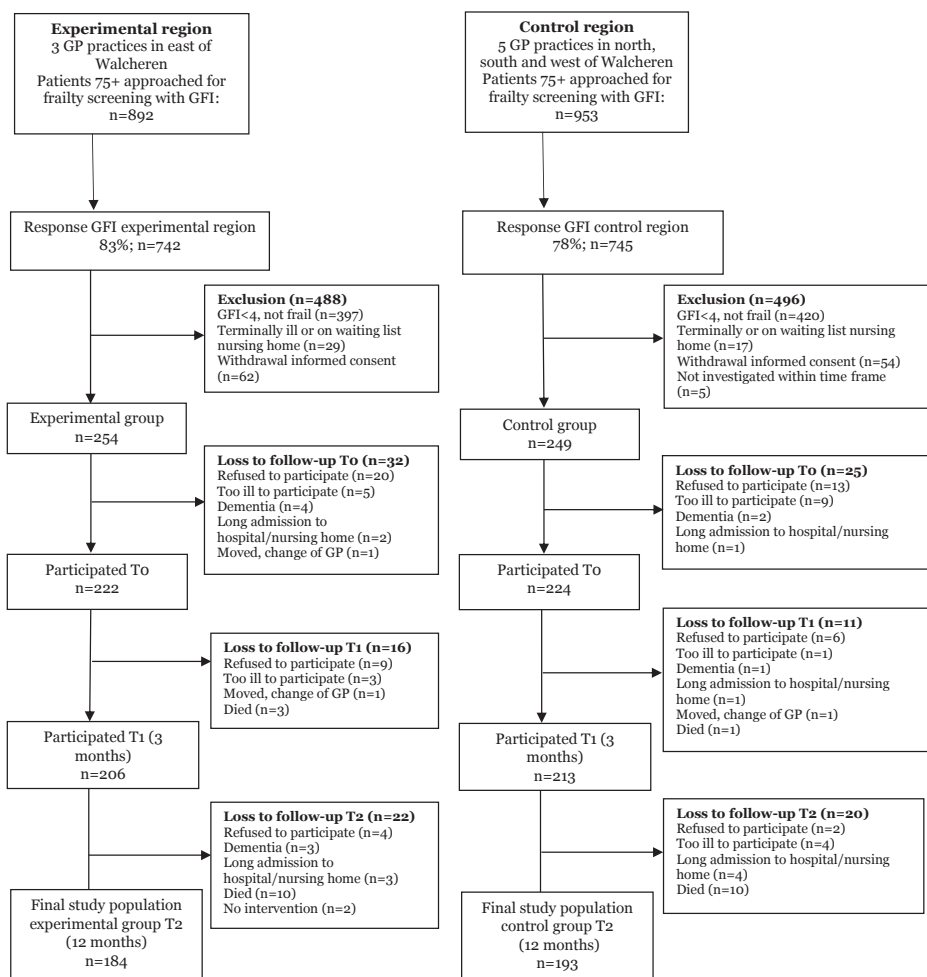 Experimental region
3 GP practices in east of
Walcheren
Patients 75+ approached for
frailty screening with GFI:
n=892
Control region
5 GP practices in north,
south and west of Walcheren
Patients 75+ approached for
frailty screening with GFI:
n=953
Response GFI experimental region
83%; n=742
Response GFI control region
78%; n=745
Exclusion (n=488)
GFI<4, not frail (n=397)
Terminally ill or on waiting list
nursing home (n=29)
Withdrawal informed consent
(n=62)
Exclusion (n=496)
GFI<4, not frail (n=420)
Terminally or on waiting list nursing
home (n=17)
Withdrawal informed consent (n=54)
Not investigated within time frame
(n=5)
Experimental group
n=254
Control group
n=249
Loss to follow-up T0 (n=32)
Refused to participate (n=20)
Too ill to participate (n=5)
Dementia (n=4)
Long admission to
hospital/nursing home (n=2)
Moved, change of GP (n=1)
Loss to follow-up T0 (n=25)
Refused to participate (n=13)
Too ill to participate (n=9)
Dementia (n=2)
Long admission to hospital/nursing
home (n=1)
Participated T0
n=222
Participated T0
n=224
Loss to follow-up T1 (n=16)
Refused to participate (n=9)
Too ill to participate (n=3)
Moved, change of GP (n=1)
Died (n=3)
Loss to follow-up T1 (n=11)
Refused to participate (n=6)
Too ill to participate (n=1)
Dementia (n=1)
Long admission to hospital/nursing
home (n=1)
Moved, change of GP (n=1)
Died (n=1)
Participated T1 (3
months)
n=206
Participated T1 (3
months)
n=213
Loss to follow-up T2 (n=22)
Refused to participate (n=4)
Dementia (n=3)
Long admission to
hospital/nursing home (n=3)
Died (n=10)
No intervention (n=2)
Loss to follow-up T2 (n=20)
Refused to participate (n=2)
Too ill to participate (n=4)
Long admission to hospital/nursing
home (n=4)
Died (n=10)
Final study population
experimental group T2
(12 months)
n=184
Final study population
control group T2
(12 months)
n=193